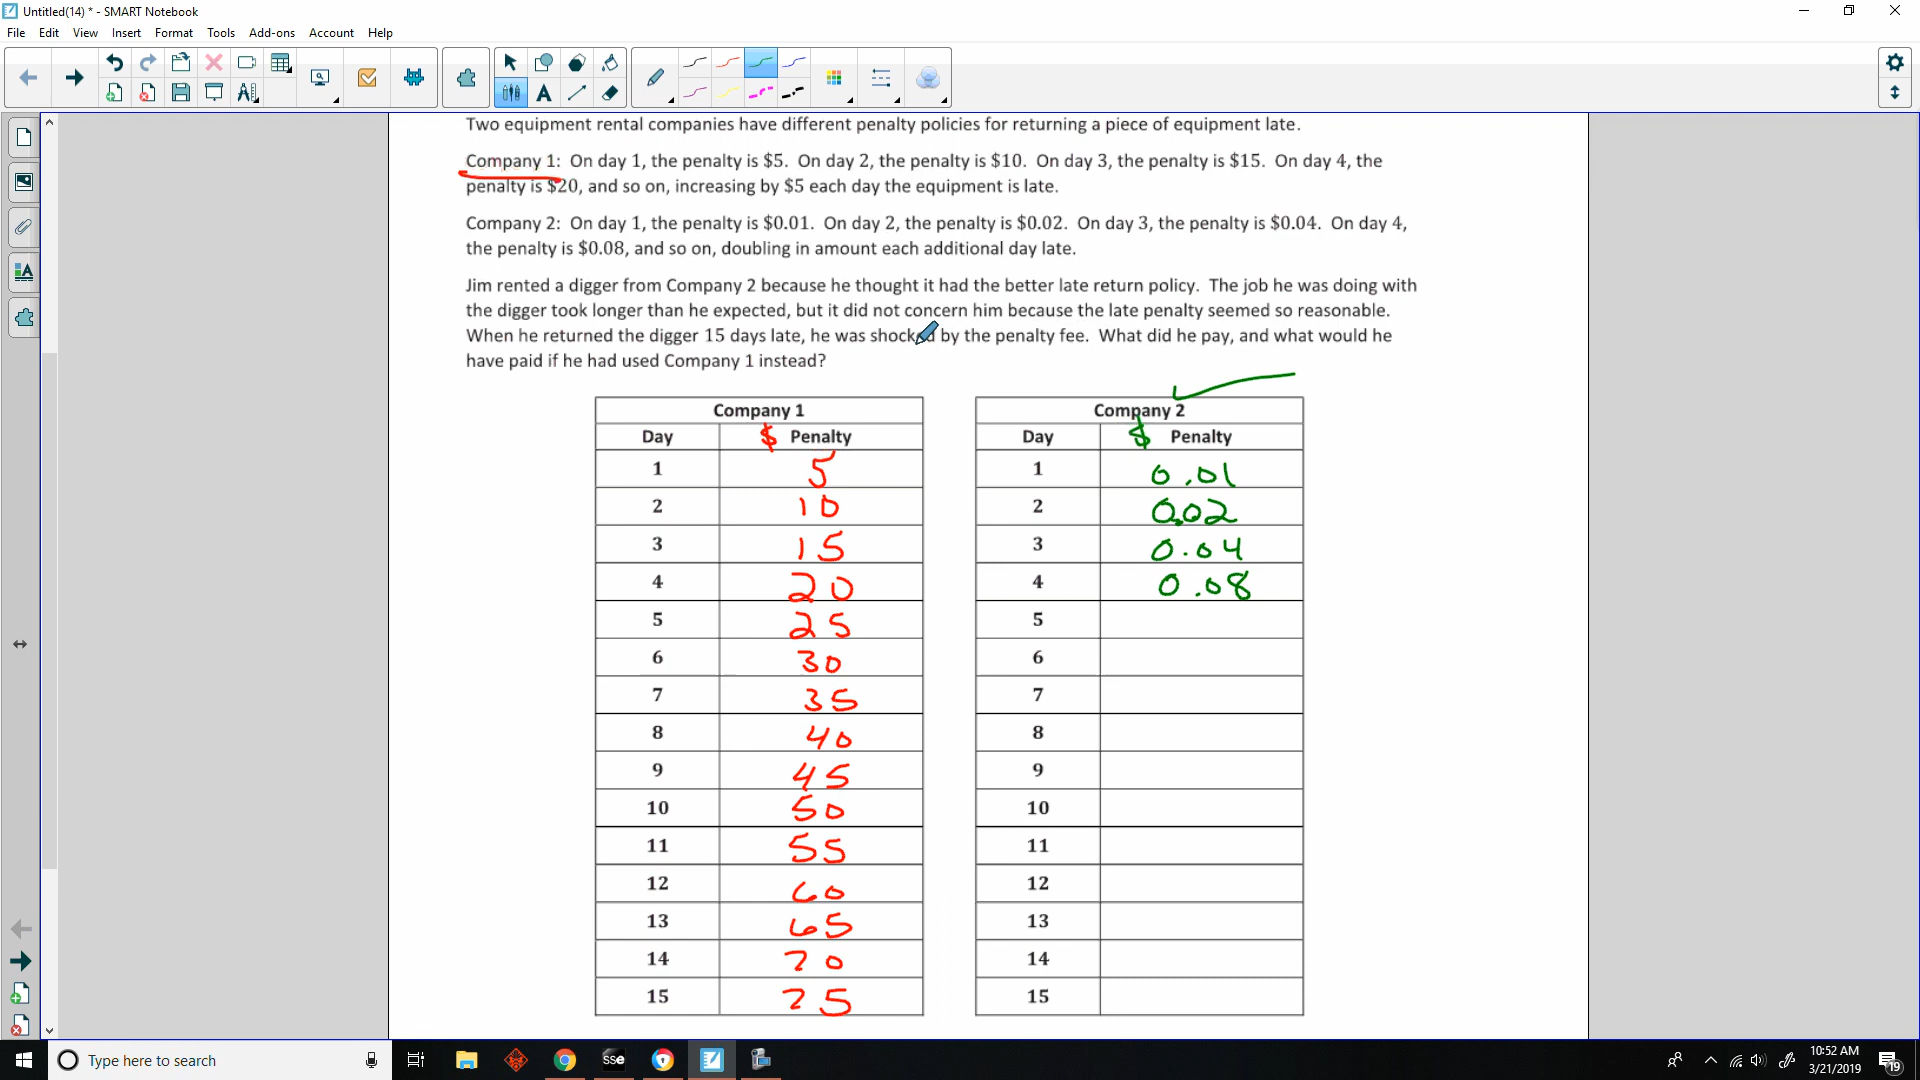 Untitled(14) * - SMART Notebook
File Edit View Insert Format Tools Add-ons Account Help
Two equipment rental companies have different penalty policies for returning a piece of equipment late.
Company 1: On day 1, the penalty is $5. On day 2, the penalty is $10. On day 3, the penalty is $15. On day 4, the
penalty is $20, and so on, increasing by $5 each day the equipment is late.
Company 2: On day 1, the penalty is $0.01. On day 2, the penalty is $0.02. On day 3, the penalty is $0.04. On day 4,
the penalty is $0.08, and so on, doubling in amount each additional day late.
Jim rented a digger from Company 2 because he thought it had the better late return policy. The job he was doing with
the digger took longer than he expected, but it did not concern him because the late penalty seemed so reasonable.
When he returned the digger 15 days late, he was shocked by the penalty fee. What did he pay, and what would he
have paid if he had used Company 1 instead?
Company 1
Day $ Penalty
1 5
2 10
3 15
4 20
5 25
6 30
7 35
8 40
9 45
10 50
11 55
12 60
13 65
14 70
15 75
Company 2
Day $ Penalty
1 0.01
2 0.02
3 0.04
4 0.08
5
6
7
8
9
10
11
12
13
14
15
Type here to search
sse
10:52 AM
3/21/2019
19